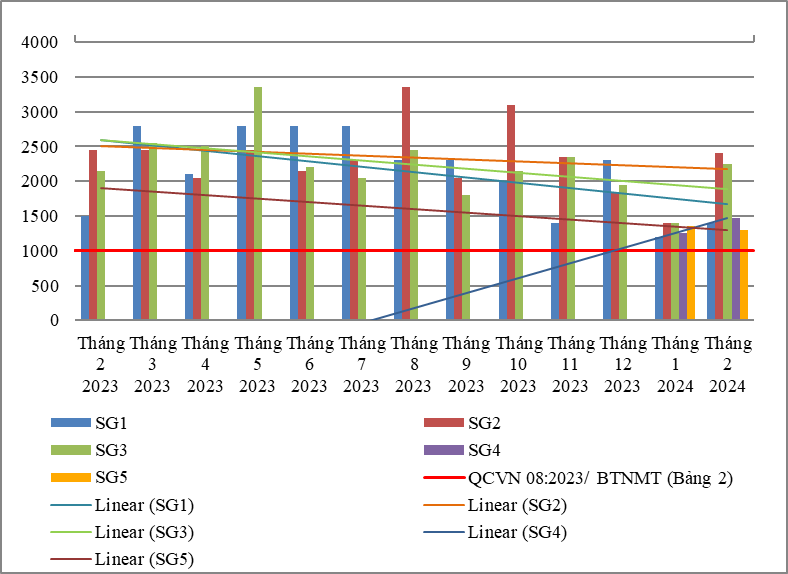 4000
3500
3000
2500
2000
1500
1000
500
0
Tháng Tháng Tháng Tháng Tháng Tháng Tháng Tháng Tháng Tháng Tháng Tháng Tháng
2 3 4 5 6 7 8 9 10 11 12 1 2
2023 2023 2023 2023 2023 2023 2023 2023 2023 2023 2023 2024 2024
SG1 SG2
SG3 SG4
SG5 QCVN 08:2023/ BTNMT (Bảng 2)
Linear (SG1) Linear (SG2)
Linear (SG3) Linear (SG4)
Linear (SG5)